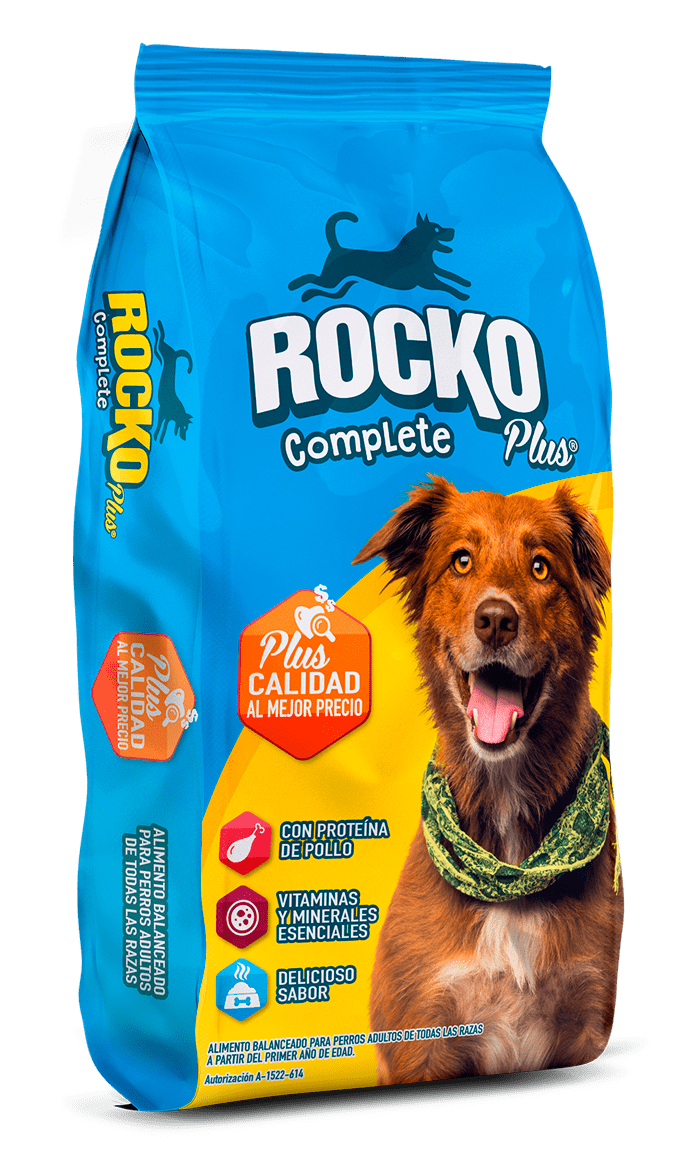 ROCKO
Complete Plus®
$$
Plus
CALIDAD
AL MEJOR PRECIO
CON PROTEÍNA
DE POLLO
VITAMINAS
Y MINERALES
ESENCIALES
DELICIOSO
SABOR
ALIMENTO BALANCEADO PARA PERROS ADULTOS DE TODAS LAS RAZAS
A PARTIR DEL PRIMER AÑO DE EDAD.
Autorización A-1522-614
ROCKO
Complete Plus®
Plus
CALIDAD
AL MEJOR PRECIO
$$
ALIMENTO BALANCEADO
PARA PERROS ADULTOS
DE TODAS LAS RAZAS